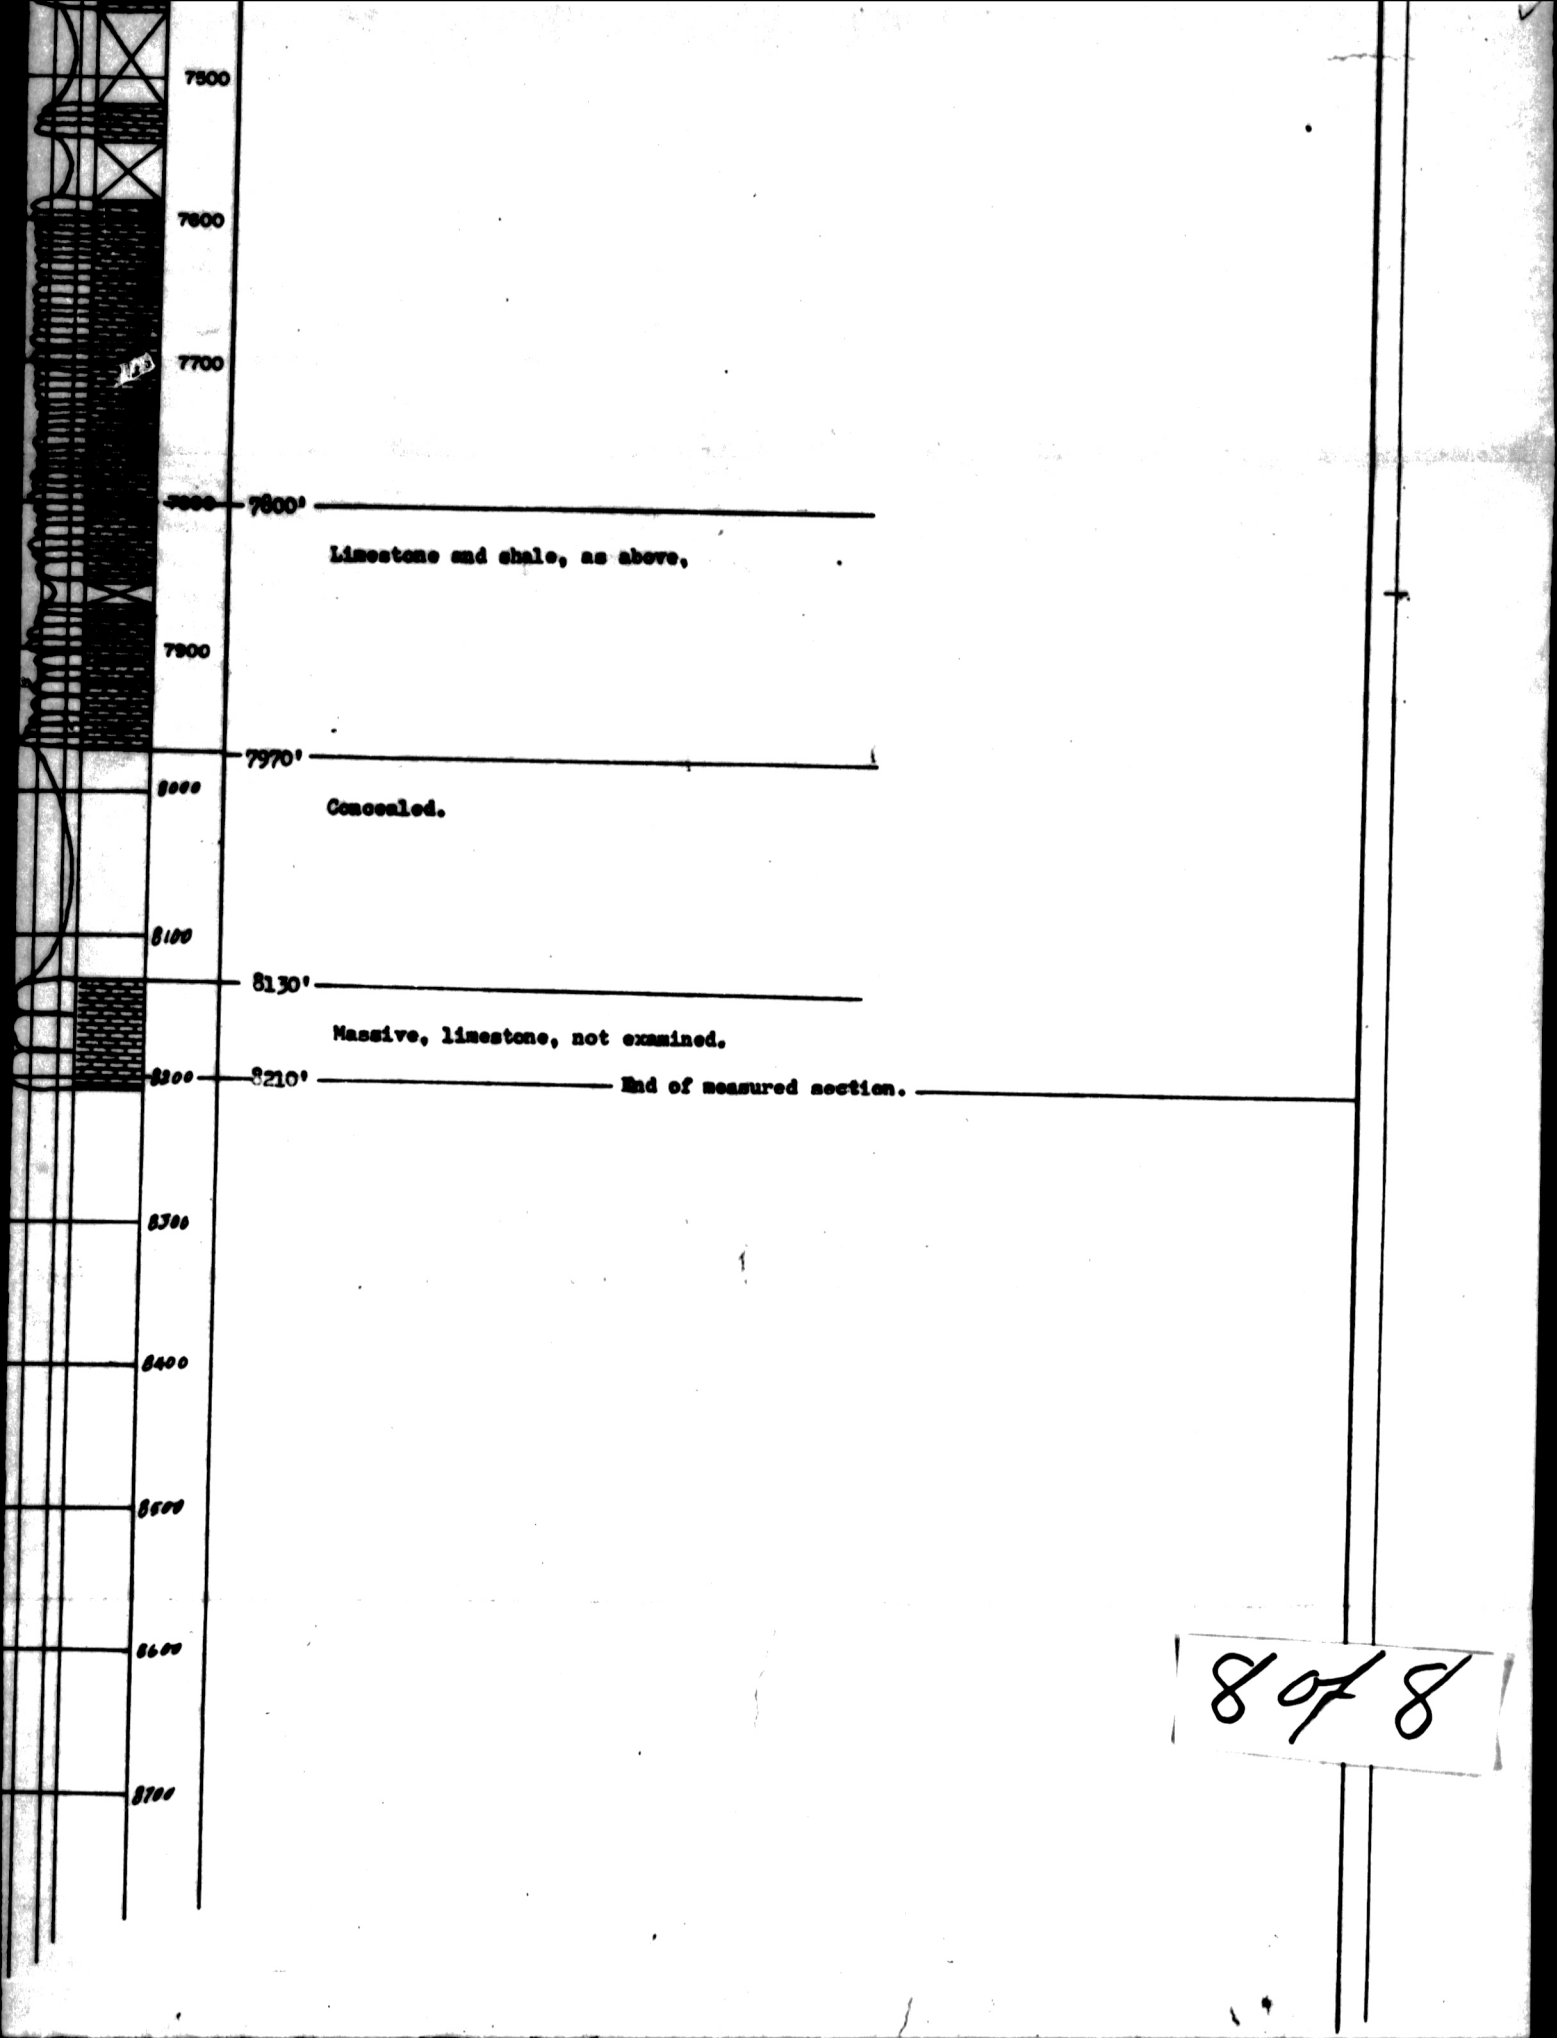 7500
7600
7700
7800 7800'
Limestone and shale, as above,
7900
7970'
8000
Concealed.
8100
8130'
Massive, limestone, not examined.
8200 8210' End of measured section.
8300
8400
8500
8600
8 of 8
8700